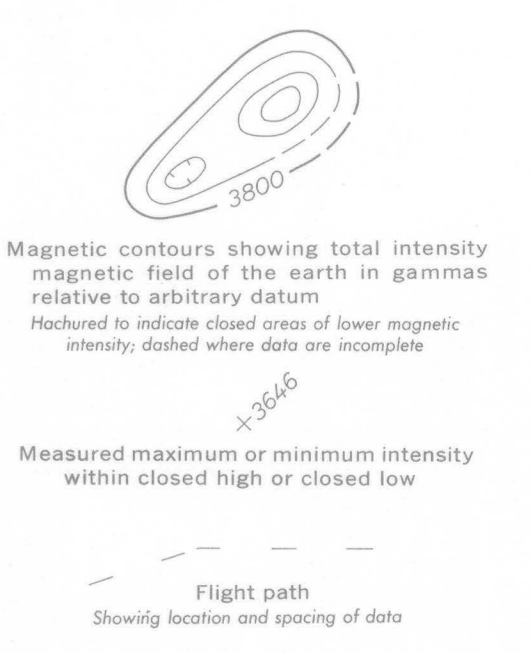 3800
Magnetic contours showing total intensity
magnetic field of the earth in gammas
relative to arbitrary datum
Hachured to indicate closed areas of lower magnetic
intensity; dashed where data are incomplete
+3646
Measured maximum or minimum intensity
within closed high or closed low
Flight path
Showing location and spacing of data